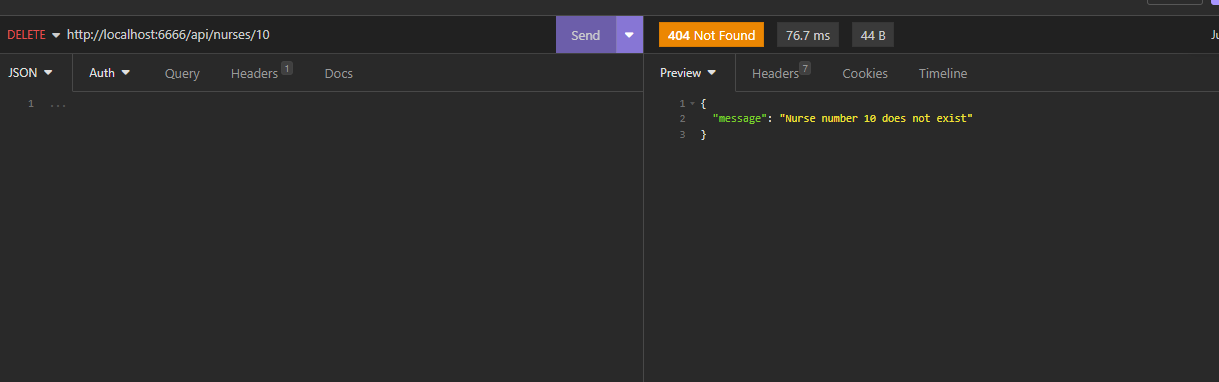 DELETE http://localhost:6666/api/nurses/10 Send 404 Not Found 76.7 ms 44 B
JSON Auth Query Headers 1 Docs Preview Headers 7 Cookies Timeline
1 ...
1 {
2 "message": "Nurse number 10 does not exist"
3 }